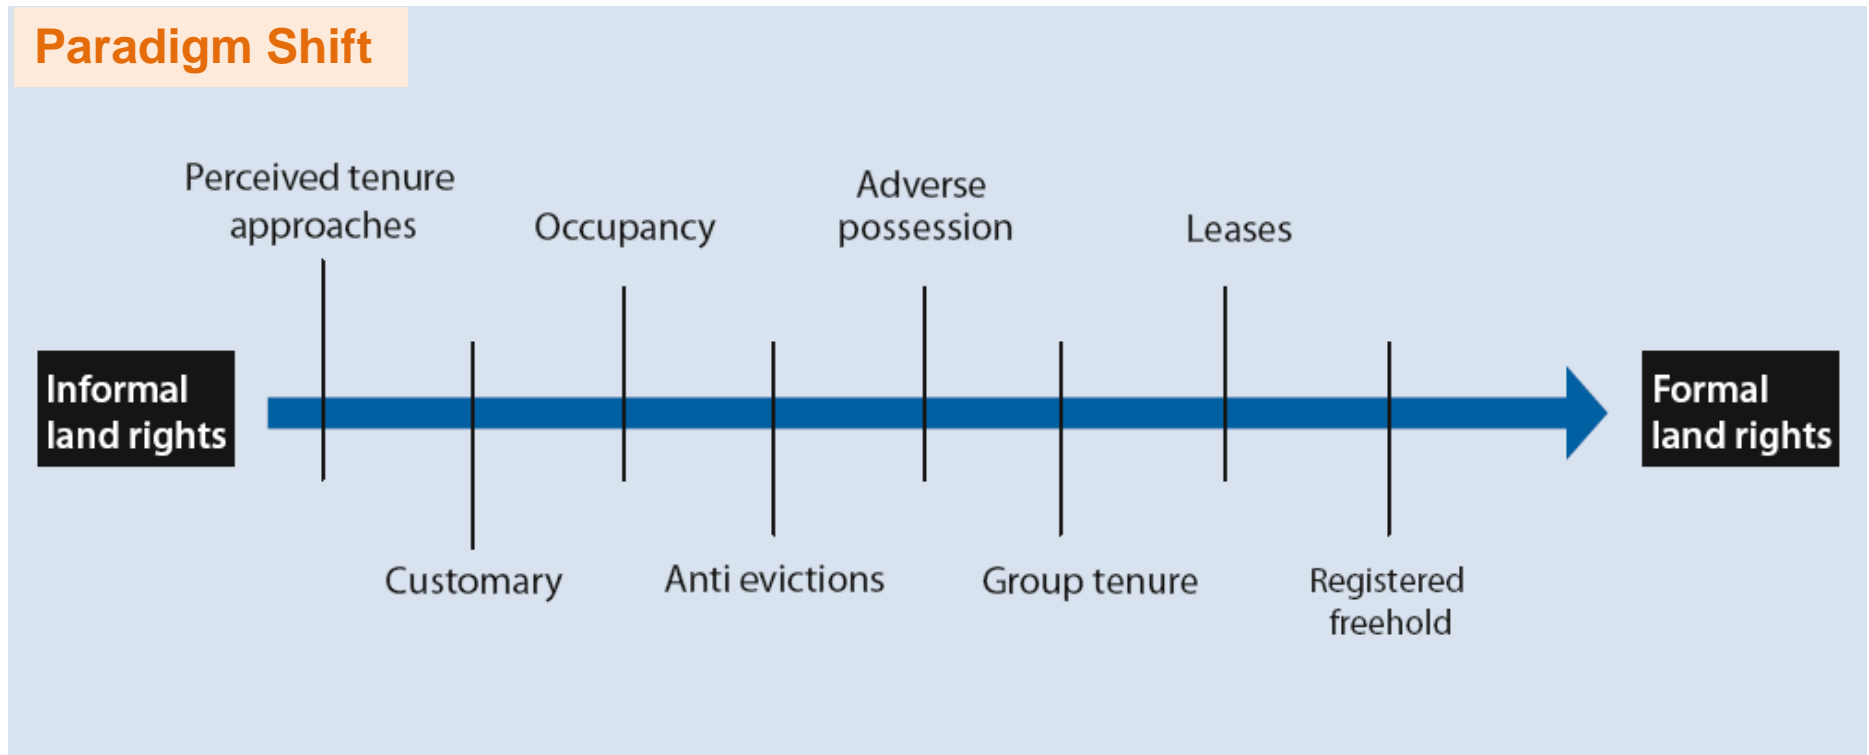 Paradigm Shift
Perceived tenure
approaches
Occupancy
Adverse
possession
Leases
Informal
land rights
Formal
land rights
Customary
Anti evictions
Group tenure
Registered
freehold